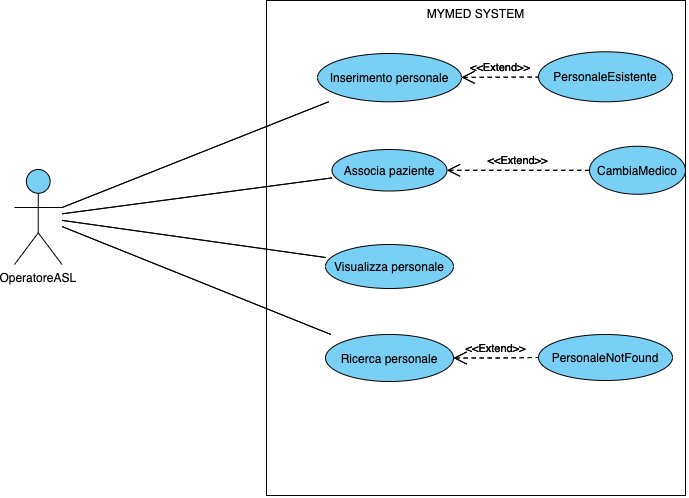 MYMED SYSTEM
Inserimento personale
<<Extend>>
PersonaleEsistente
Associa paziente
<<Extend>>
CambiaMedico
OperatoreASL
Visualizza personale
Ricerca personale
<<Extend>>
PersonaleNotFound